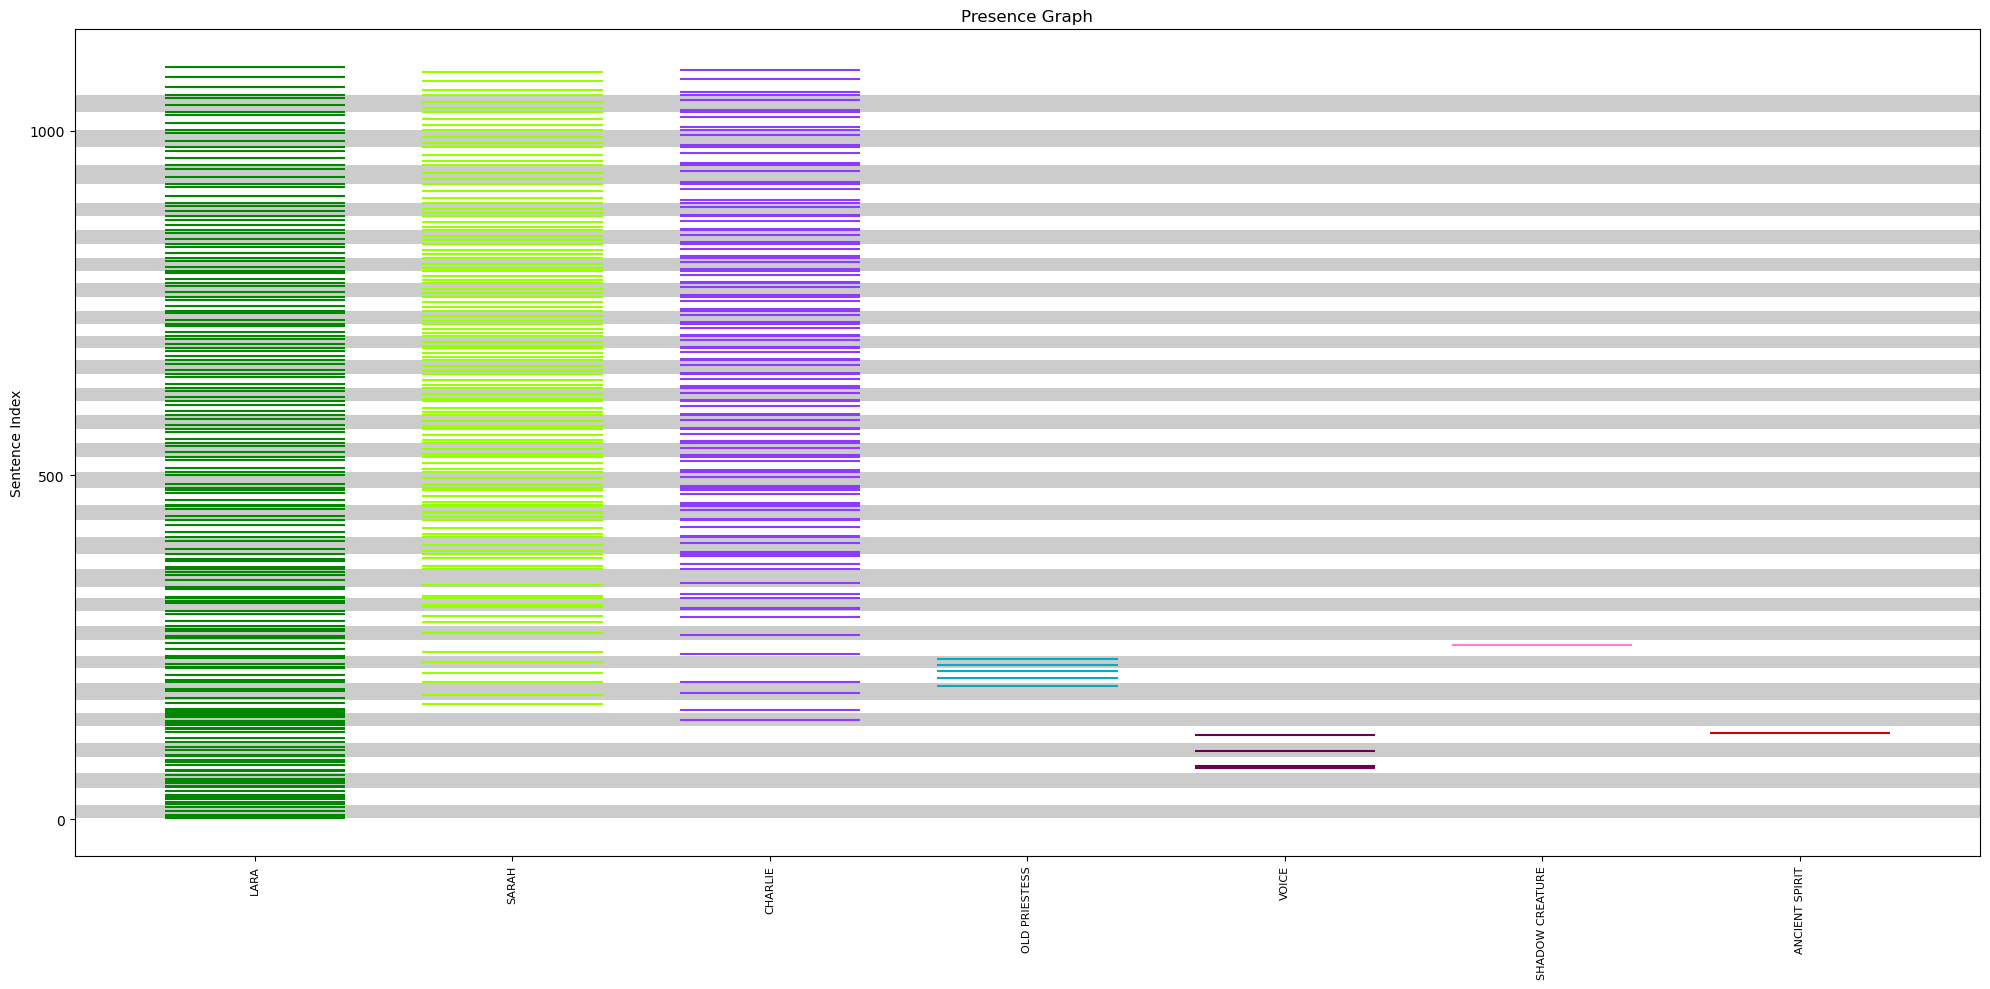 Presence Graph
Sentence Index
1000
500
0
LARA
SARAH
CHARLIE
OLD PRIESTESS
VOICE
SHADOW CREATURE
ANCIENT SPIRIT